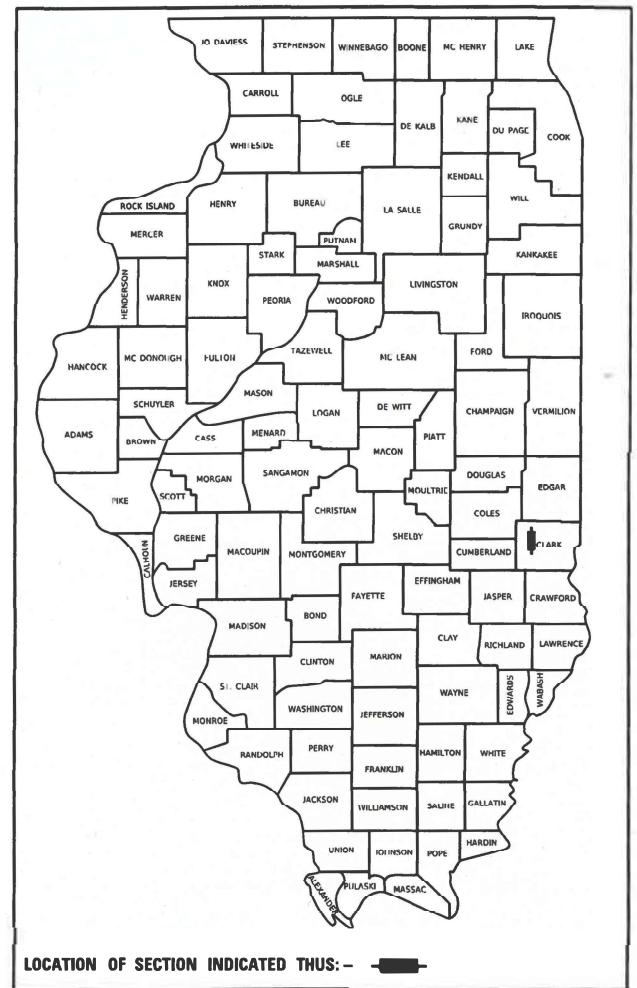 JO DAVIESS STEPHENSON WINNEBAGO BOONE MC HENRY LAKE
CARROLL OGLE DE KALB KANE DU PAGE COOK
WHITESIDE LEE
KENDALL WILL
ROCK ISLAND HENRY BUREAU LA SALLE
MERCER PUTNAM GRUNDY
STARK MARSHALL KANKAKEE
HENDERSON WARREN KNOX PEORIA WOODFORD LIVINGSTON
IROQUOIS
HANCOCK MC DONOUGH FULTON TAZEWELL MC LEAN FORD
MASON
SCHUYLER LOGAN DE WITT CHAMPAIGN VERMILION
ADAMS BROWN CASS MENARD PIATT
MACON
MORGAN SANGAMON DOUGLAS EDGAR
PIKE SCOTT CHRISTIAN MOULTRIE COLES
GREENE MACOUPIN MONTGOMERY SHELBY CUMBERLAND CLARK
CALHOUN
JERSEY FAYETTE EFFINGHAM JASPER CRAWFORD
MADISON BOND
CLAY RICHLAND LAWRENCE
CLINTON MARION
ST. CLAIR WAYNE EDWARDS WABASH
WASHINGTON JEFFERSON
MONROE
RANDOLPH PERRY HAMILTON WHITE
FRANKLIN
JACKSON WILLIAMSON SALINE GALLATIN
UNION JOHNSON POPE HARDIN
ALEXANDER PULASKI MASSAC
LOCATION OF SECTION INDICATED THUS: -